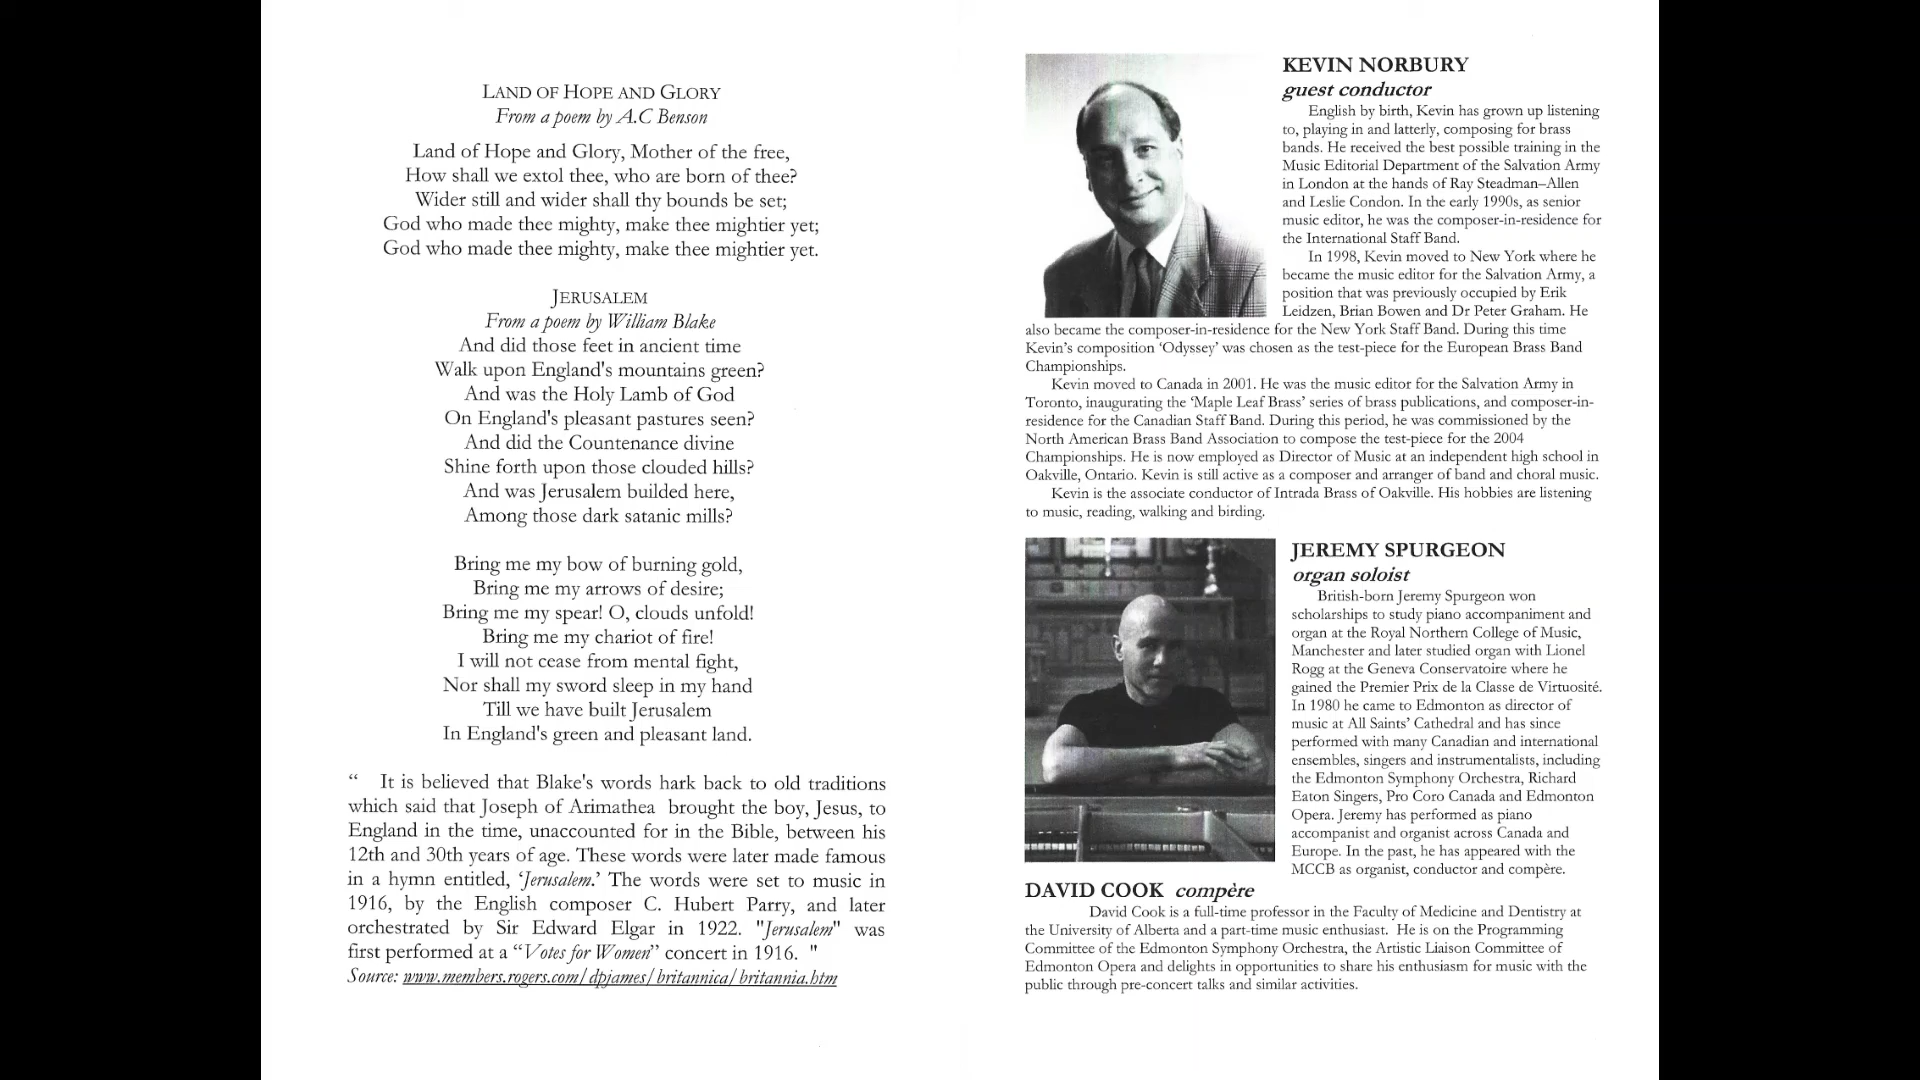 LAND OF HOPE AND GLORY
From a poem by A.C Benson
Land of Hope and Glory, Mother of the free,
How shall we extol thee, who are born of thee?
Wider still and wider shall thy bounds be set;
God who made thee mighty, make thee mightier yet;
God who made thee mighty, make thee mightier yet.
JERUSALEM
From a poem by William Blake
And did those feet in ancient time
Walk upon England's mountains green?
And was the Holy Lamb of God
On England's pleasant pastures seen?
And did the Countenance divine
Shine forth upon those clouded hills?
And was Jerusalem builded here,
Among those dark satanic mills?
Bring me my bow of burning gold,
Bring me my arrows of desire;
Bring me my spear! O, clouds unfold!
Bring me my chariot of fire!
I will not cease from mental fight,
Nor shall my sword sleep in my hand
Till we have built Jerusalem
In England's green and pleasant land.
“ It is believed that Blake's words hark back to old traditions
which said that Joseph of Arimathea brought the boy, Jesus, to
England in the time, unaccounted for in the Bible, between his
12th and 30th years of age. These words were later made famous
in a hymn entitled, ‘Jerusalem.’ The words were set to music in
1916, by the English composer C. Hubert Parry, and later
orchestrated by Sir Edward Elgar in 1922. "Jerusalem" was
first performed at a “Votes for Women” concert in 1916. "
Source: www.members.rogers.com/dpjames/britannica/britannia.htm
KEVIN NORBURY
guest conductor
English by birth, Kevin has grown up listening
to, playing in and latterly, composing for brass
bands. He received the best possible training in the
Music Editorial Department of the Salvation Army
in London at the hands of Ray Steadman–Allen
and Leslie Condon. In the early 1990s, as senior
music editor, he was the composer-in-residence for
the International Staff Band.
In 1998, Kevin moved to New York where he
became the music editor for the Salvation Army, a
position that was previously occupied by Erik
Leidzen, Brian Bowen and Dr Peter Graham. He
also became the composer-in-residence for the New York Staff Band. During this time
Kevin’s composition ‘Odyssey’ was chosen as the test-piece for the European Brass Band
Championships.
Kevin moved to Canada in 2001. He was the music editor for the Salvation Army in
Toronto, inaugurating the ‘Maple Leaf Brass’ series of brass publications, and composer-in-
residence for the Canadian Staff Band. During this period, he was commissioned by the
North American Brass Band Association to compose the test-piece for the 2004
Championships. He is now employed as Director of Music at an independent high school in
Oakville, Ontario. Kevin is still active as a composer and arranger of band and choral music.
Kevin is the associate conductor of Intrada Brass of Oakville. His hobbies are listening
to music, reading, walking and birding.
JEREMY SPURGEON
organ soloist
British-born Jeremy Spurgeon won
scholarships to study piano accompaniment and
organ at the Royal Northern College of Music,
Manchester and later studied organ with Lionel
Rogg at the Geneva Conservatoire where he
gained the Premier Prix de la Classe de Virtuosité.
In 1980 he came to Edmonton as director of
music at All Saints’ Cathedral and has since
performed with many Canadian and international
ensembles, singers and instrumentalists, including
the Edmonton Symphony Orchestra, Richard
Eaton Singers, Pro Coro Canada and Edmonton
Opera. Jeremy has performed as piano
accompanist and organist across Canada and
Europe. In the past, he has appeared with the
MCCB as organist, conductor and compère.
DAVID COOK compère
David Cook is a full-time professor in the Faculty of Medicine and Dentistry at
the University of Alberta and a part-time music enthusiast. He is on the Programming
Committee of the Edmonton Symphony Orchestra, the Artistic Liaison Committee of
Edmonton Opera and delights in opportunities to share his enthusiasm for music with the
public through pre-concert talks and similar activities.